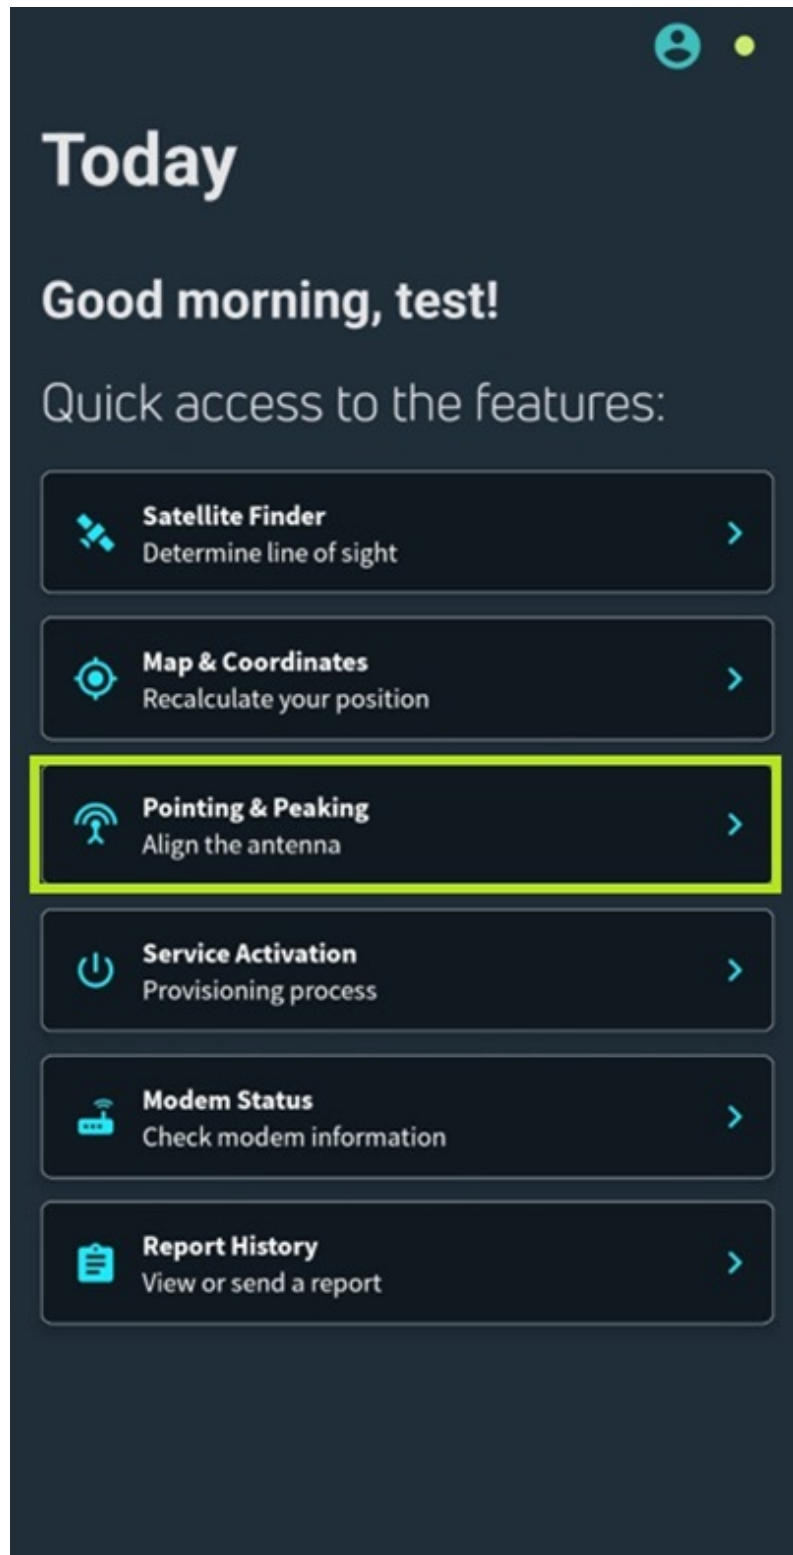 Today
Good morning, test!
Quick access to the features:
Satellite Finder
Determine line of sight
Map & Coordinates
Recalculate your position
Pointing & Peaking
Align the antenna
Service Activation
Provisioning process
Modem Status
Check modem information
Report History
View or send a report